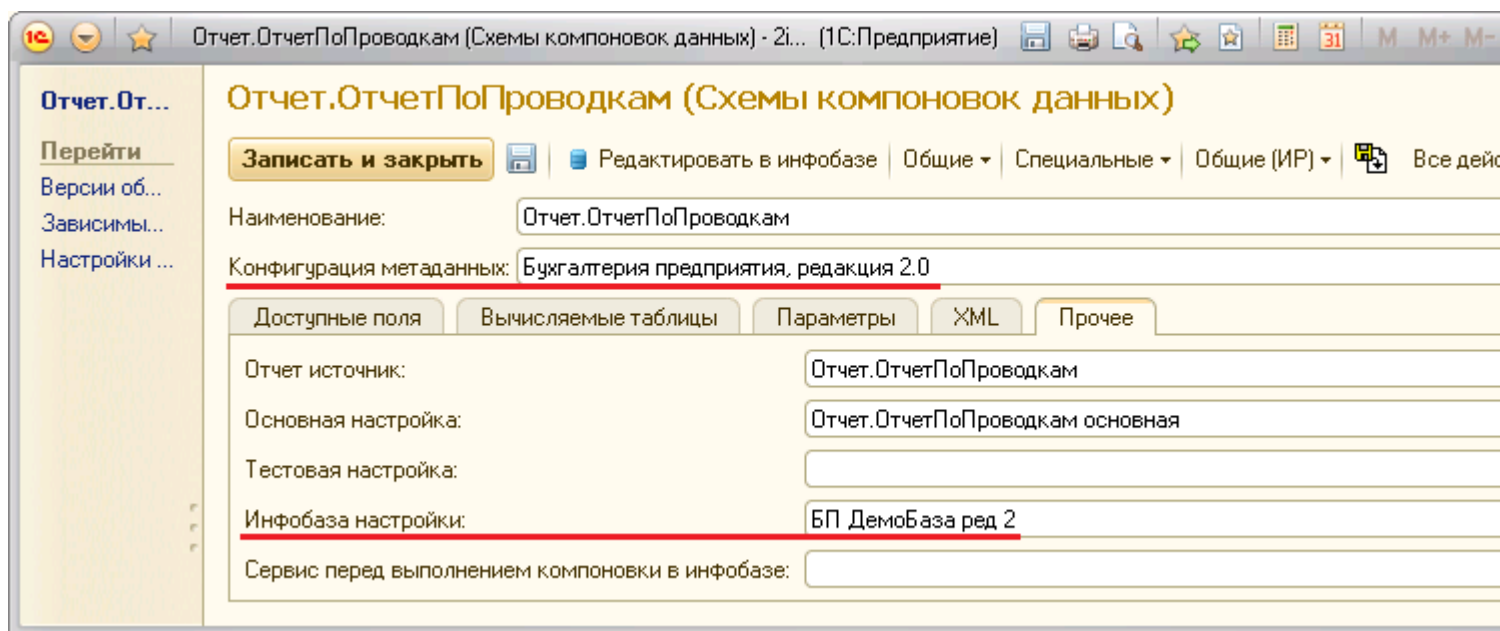 Отчет.ОтчетПоПроводкам (Схемы компоновок данных) - 2i... (1С:Предприятие) 31 M M+ M-
Отчет.От...
Перейти
Версии об...
Зависимы...
Настройки ...
Отчет.ОтчетПоПроводкам (Схемы компоновок данных)
Записать и закрыть Редактировать в инфобазе Общие Специальные Общие (ИР) Все дейс
Наименование: Отчет.ОтчетПоПроводкам
Конфигурация метаданных: Бухгалтерия предприятия, редакция 2.0
Доступные поля Вычисляемые таблицы Параметры XML Прочее
Отчет источник: Отчет.ОтчетПоПроводкам
Основная настройка: Отчет.ОтчетПоПроводкам основная
Тестовая настройка:
Инфобаза настройки: БП ДемоБаза ред 2
Сервис перед выполнением компоновки в инфобазе: